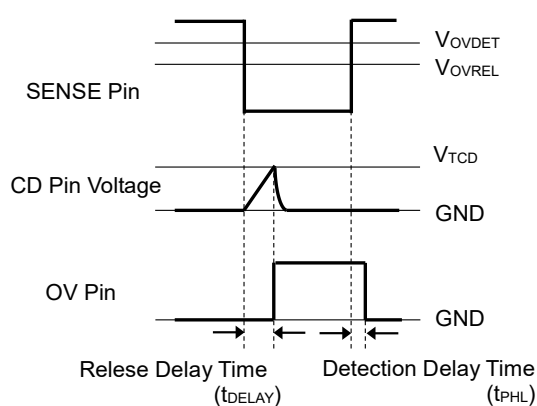 VOVDET
VOVREL
SENSE Pin
VTCD
CD Pin Voltage
GND
OV Pin
GND
Relese Delay Time
(tDELAY)
Detection Delay Time
(tPHL)